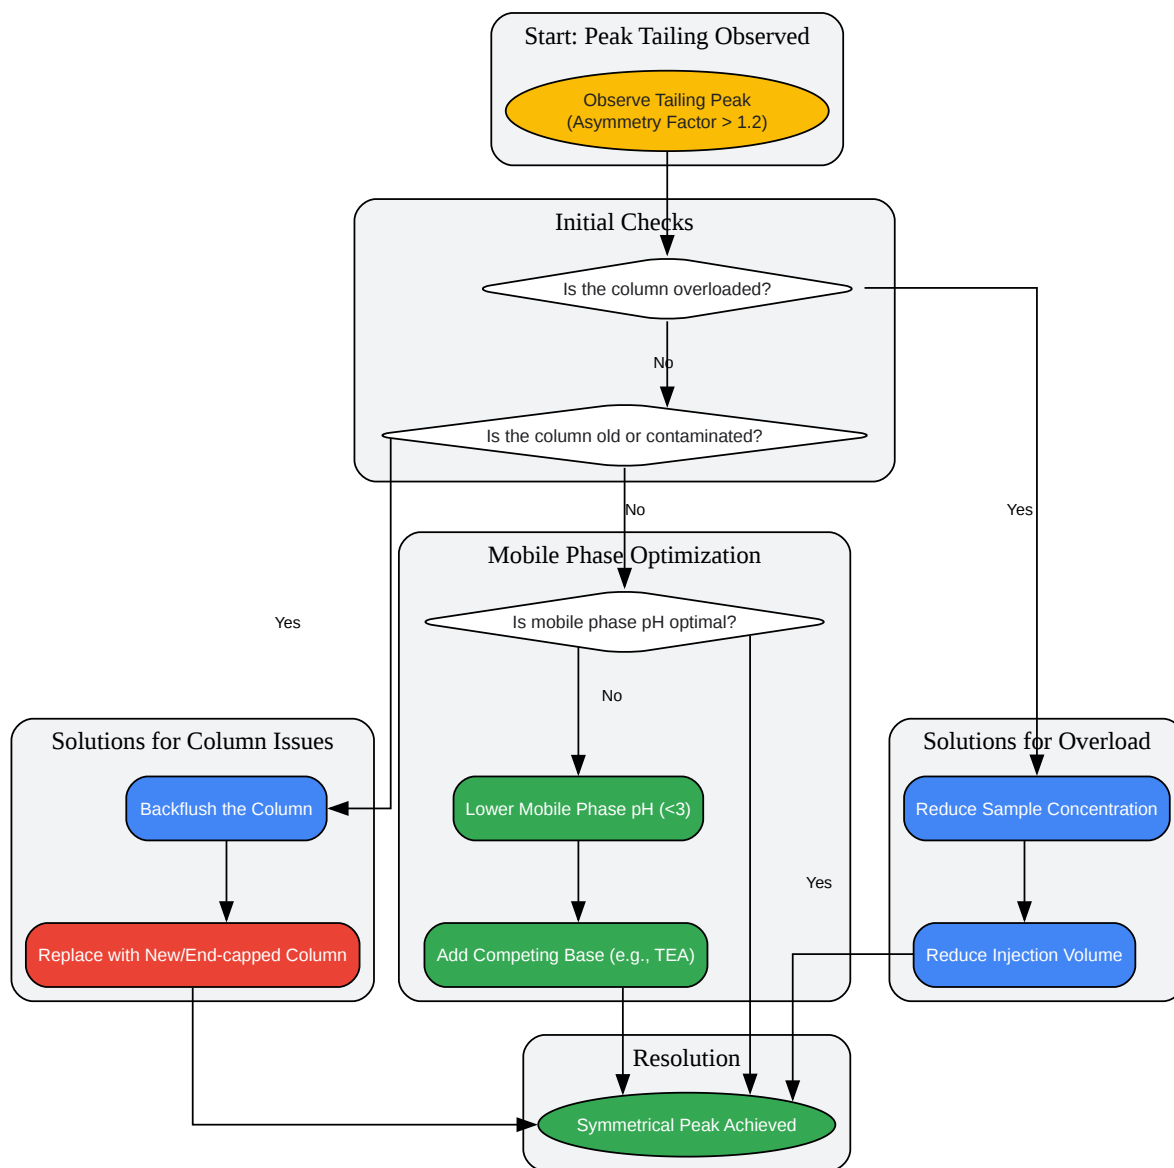 Start: Peak Tailing Observed
Observe Tailing Peak
(Asymmetry Factor > 1.2)
Initial Checks
Is the column overloaded?
No
Is the column old or contaminated?
No
Yes
Mobile Phase Optimization
Is mobile phase pH optimal?
Yes
No
Solutions for Column Issues
Solutions for Overload
Backflush the Column
Lower Mobile Phase pH (<3)
Reduce Sample Concentration
Yes
Replace with New/End-capped Column
Add Competing Base (e.g., TEA)
Reduce Injection Volume
Resolution
Symmetrical Peak Achieved